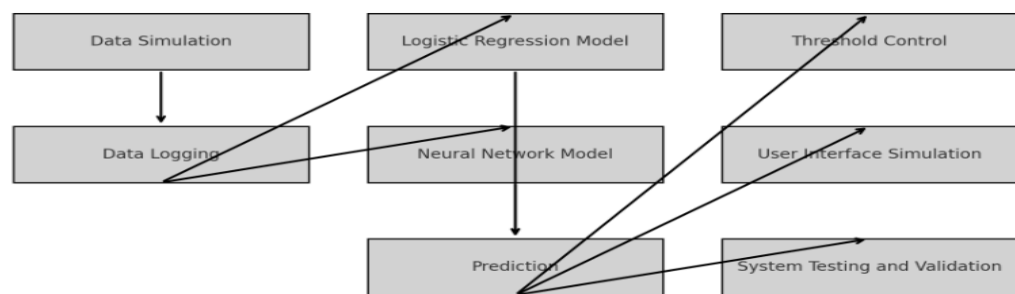 Data Simulation
Logistic Regression Model
Threshold Control
Data Logging
Neural Network Model
User Interface Simulation
Prediction
System Testing and Validation